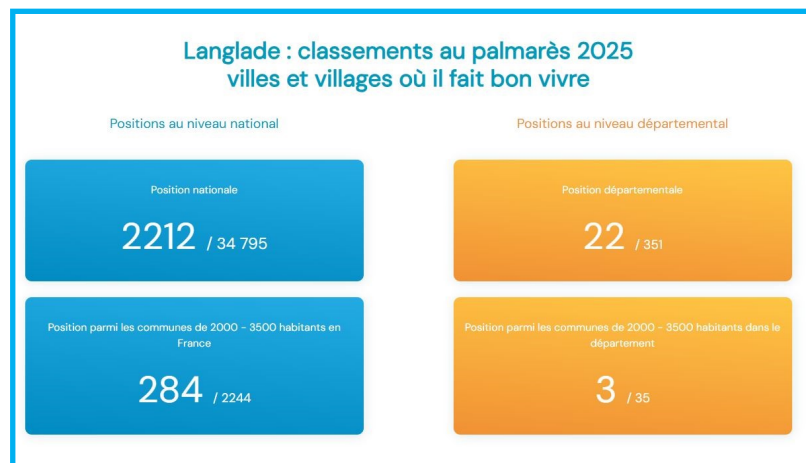 Langlade : classements au palmarès 2025
villes et villages où il fait bon vivre
Positions au niveau national
Positions au niveau départemental
Position nationale
2212 / 34 795
Position départementale
22 / 351
Position parmi les communes de 2000 - 3500 habitants en
France
284 / 2244
Position parmi les communes de 2000 - 3500 habitants dans le
département
3 / 35